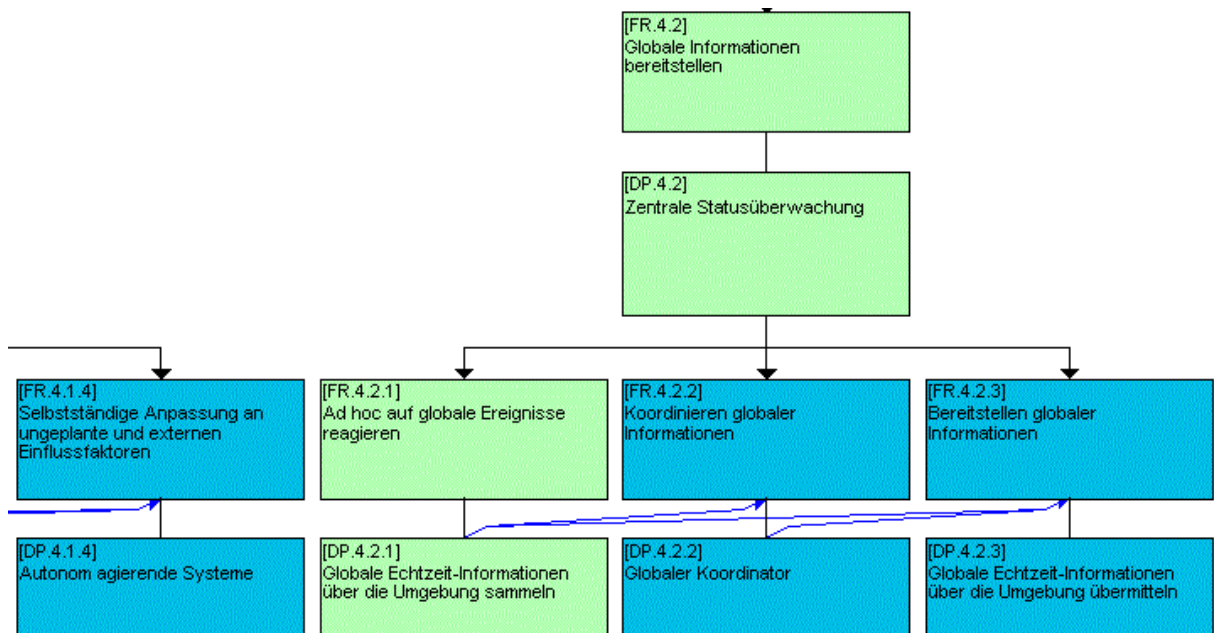 [FR.4.2]
Globale Informationen
bereitstellen
[DP.4.2]
Zentrale Statusüberwachung
[FR.4.1.4]
Selbstständige Anpassung an
ungeplante und externen
Einflussfaktoren
[FR.4.2.1]
Ad hoc auf globale Ereignisse
reagieren
[FR.4.2.2]
Koordinieren globaler
Informationen
[FR.4.2.3]
Bereitstellen globaler
Informationen
[DP.4.1.4]
Autonom agierende Systeme
[DP.4.2.1]
Globale Echtzeit-Informationen
über die Umgebung sammeln
[DP.4.2.2]
Globaler Koordinator
[DP.4.2.3]
Globale Echtzeit-Informationen
über die Umgebung übermitteln